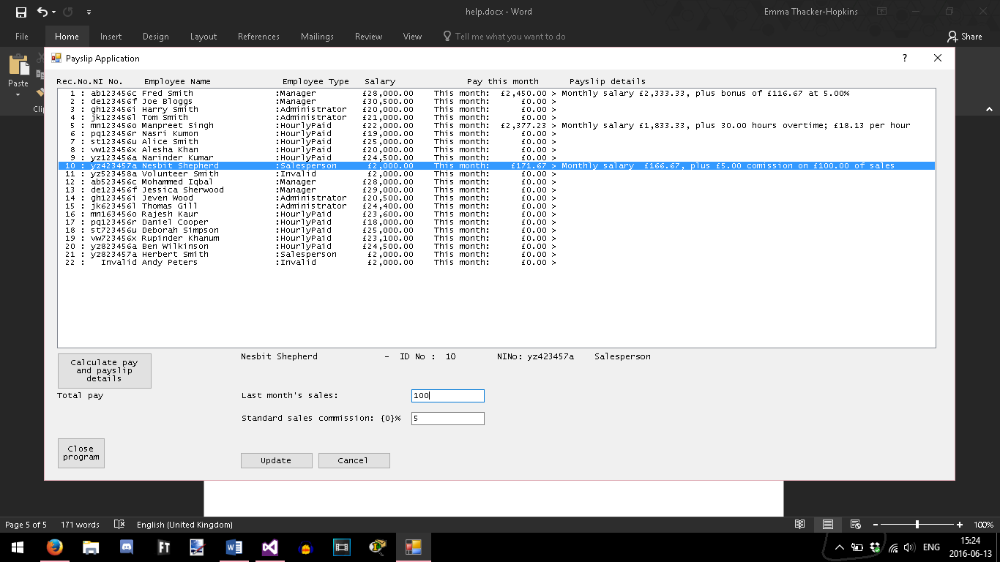 help.docx - Word Emma Thacker-Hopkins
File Home Insert Design Layout References Mailings Review View Tell me what you want to do Share
Payslip Application ?
Paste
Cli
Rec.No.NI No. Employee Name Employee Type Salary Pay this month Payslip details
1 : ab123456c Fred Smith :Manager £28,000.00 This month: £2,450.00 > Monthly salary £2,333.33, plus bonus of £116.67 at 5.00%
2 : de123456f Joe Bloggs :Manager £30,500.00 This month: £0.00 >
3 : gh123456i Harry Smith :Administrator £20,000.00 This month: £0.00 >
4 : jk123456l Tom Smith :Administrator £21,000.00 This month: £0.00 >
5 : mn123456o Manpreet Singh :HourlyPaid £22,000.00 This month: £2,377.23 > Monthly salary £1,833.33, plus 30.00 hours overtime; £18.13 per hour
6 : pq123456r Nasri Kumon :HourlyPaid £19,000.00 This month: £0.00 >
7 : st123456u Alice Smith :HourlyPaid £25,000.00 This month: £0.00 >
8 : vw123456x Alesha Khan :HourlyPaid £20,000.00 This month: £0.00 >
9 : yz123456a Narinder Kumar :HourlyPaid £24,500.00 This month: £0.00 >
10 : yz423457a Nesbit Shepherd :Salesperson £2,000.00 This month: £171.67 > Monthly salary £166.67, plus £5.00 comission on £100.00 of sales
11 : yz523458a Volunteer Smith :Invalid £2,000.00 This month: £0.00 >
12 : ab523456c Mohammed Iqbal :Manager £28,000.00 This month: £0.00 >
13 : de123456f Jessica Sherwood :Manager £29,000.00 This month: £0.00 >
14 : gh123456i Jeven Wood :Administrator £20,500.00 This month: £0.00 >
15 : jk623456l Thomas Gill :Administrator £24,400.00 This month: £0.00 >
16 : mn163456o Rajesh Kaur :HourlyPaid £23,600.00 This month: £0.00 >
17 : pq123456r Daniel Cooper :HourlyPaid £18,000.00 This month: £0.00 >
18 : st723456u Deborah Simpson :HourlyPaid £25,000.00 This month: £0.00 >
19 : vw723456x Rupinder Khanum :HourlyPaid £23,100.00 This month: £0.00 >
20 : yz823456a Ben Wilkinson :HourlyPaid £24,500.00 This month: £0.00 >
21 : yz823457a Herbert Smith :Salesperson £2,000.00 This month: £0.00 >
22 : Invalid Andy Peters :Invalid £2,000.00 This month: £0.00 >
Calculate pay
and payslip
details
Nesbit Shepherd - ID No : 10 NINo: yz423457a Salesperson
Total pay Last month's sales: 100
Standard sales commission: {0}% 5
Close
program
Update Cancel
Page 5 of 5 171 words English (United Kingdom) 100%
FT ENG 15:24
2016-06-13